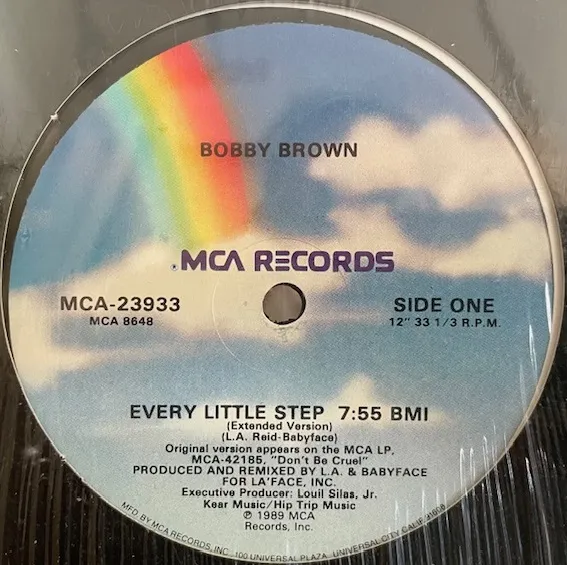 BOBBY BROWN
MCA RECORDS
MCA-23933
MCA 8648
SIDE ONE
12" 33 1/3 R.P.M.
EVERY LITTLE STEP 7:55 BMI
(Extended Version)
(L.A. Reid-Babyface)
Original version appears on the MCA LP,
MCA-42185, "Don't Be Cruel"
PRODUCED AND REMIXED BY L.A. & BABYFACE
FOR LA'FACE, INC.
Executive Producer: Louil Silas, Jr.
Kear Music/Hip Trip Music
℗ 1989 MCA
Records, Inc.
MFD BY MCA RECORDS, INC. 100 UNIVERSAL PLAZA, UNIVERSAL CITY CALIF.